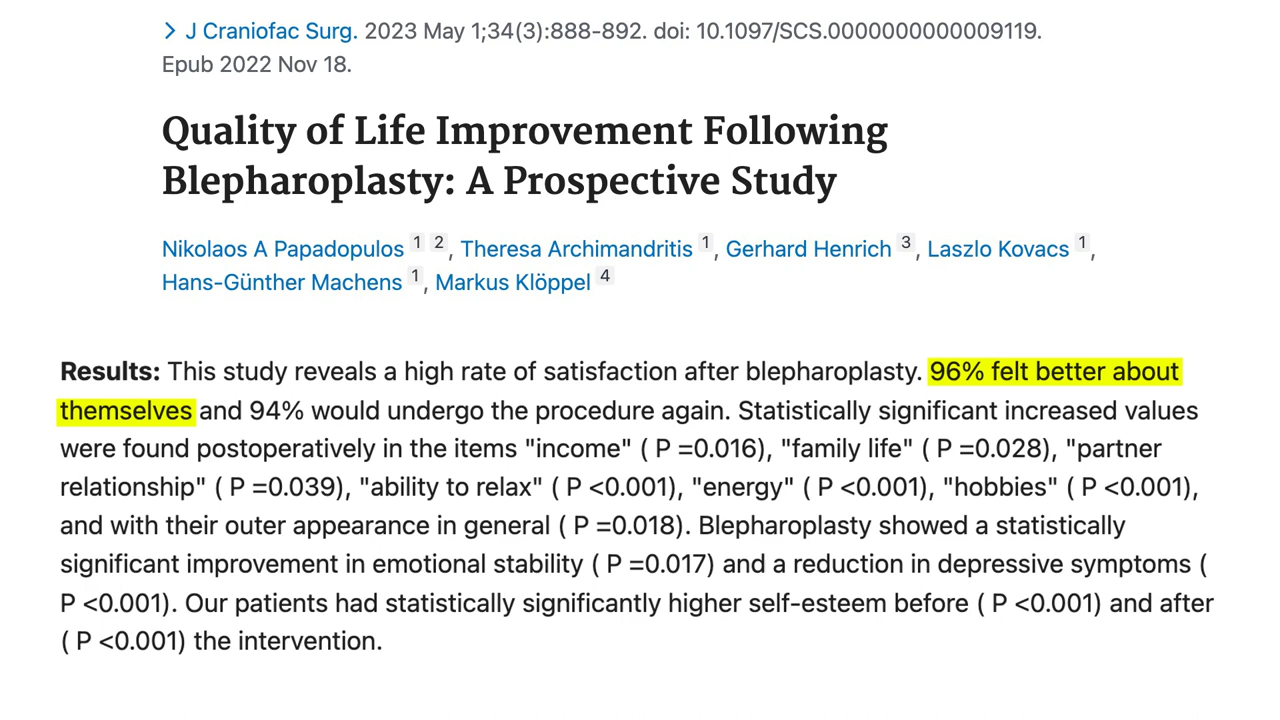 > J Craniofac Surg. 2023 May 1;34(3):888-892. doi: 10.1097/SCS.0000000000009119.
Epub 2022 Nov 18.
Quality of Life Improvement Following
Blepharoplasty: A Prospective Study
Nikolaos A Papadopulos 1 2, Theresa Archimandritis 1, Gerhard Henrich 3, Laszlo Kovacs 1,
Hans-Günther Machens 1, Markus Klöppel 4
Results: This study reveals a high rate of satisfaction after blepharoplasty. 96% felt better about
themselves and 94% would undergo the procedure again. Statistically significant increased values
were found postoperatively in the items "income" ( P =0.016), "family life" ( P =0.028), "partner
relationship" ( P =0.039), "ability to relax" ( P <0.001), "energy" ( P <0.001), "hobbies" ( P <0.001),
and with their outer appearance in general ( P =0.018). Blepharoplasty showed a statistically
significant improvement in emotional stability ( P =0.017) and a reduction in depressive symptoms (
P <0.001). Our patients had statistically significantly higher self-esteem before ( P <0.001) and after
( P <0.001) the intervention.